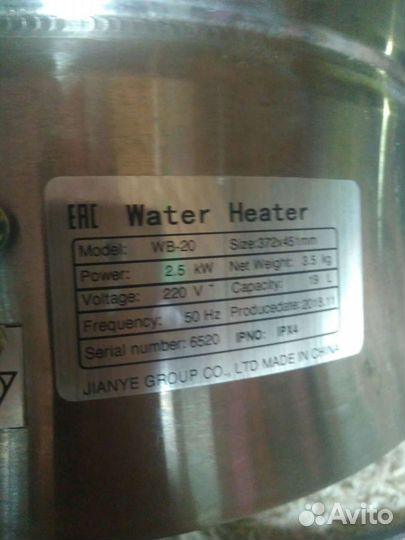 EAC Water Heater
Model: WB-20 Size:372x451mm
Power: 2.5 kW Net Weight: 3.5 kg
Voltage: 220 V~ Capacity: 19 L
Frequency: 50 Hz Producedate: 2018.11
Serial number: 6520 IPNO: IPX4
JIANYE GROUP CO., LTD MADE IN CHINA
Avito